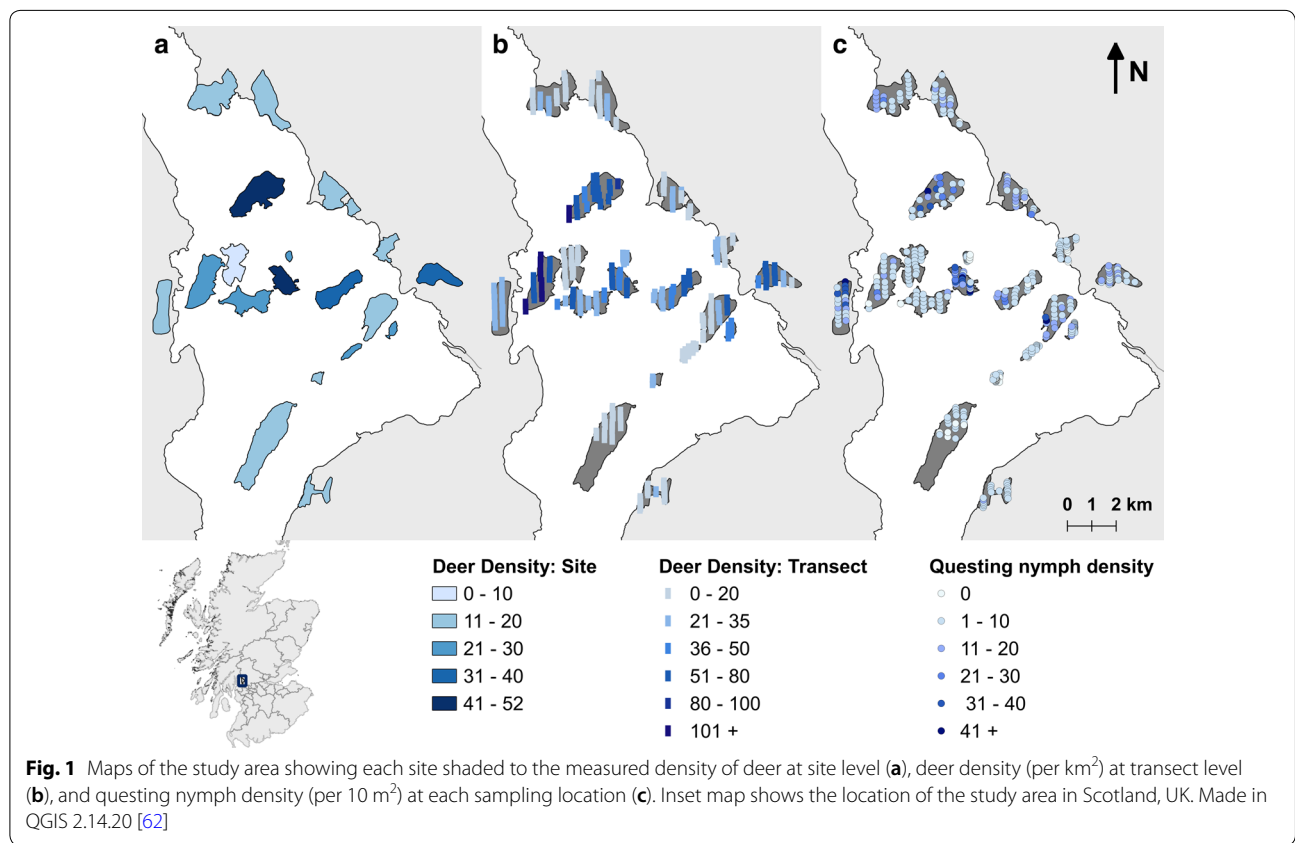 a
b
c
N
0 1 2 km
Deer Density: Site
0 - 10
11 - 20
21 - 30
31 - 40
41 - 52
Deer Density: Transect
0 - 20
21 - 35
36 - 50
51 - 80
80 - 100
101 +
Questing nymph density
0
1 - 10
11 - 20
21 - 30
31 - 40
41 +
Fig. 1 Maps of the study area showing each site shaded to the measured density of deer at site level (a), deer density (per km²) at transect level
(b), and questing nymph density (per 10 m²) at each sampling location (c). Inset map shows the location of the study area in Scotland, UK. Made in
QGIS 2.14.20 [62]